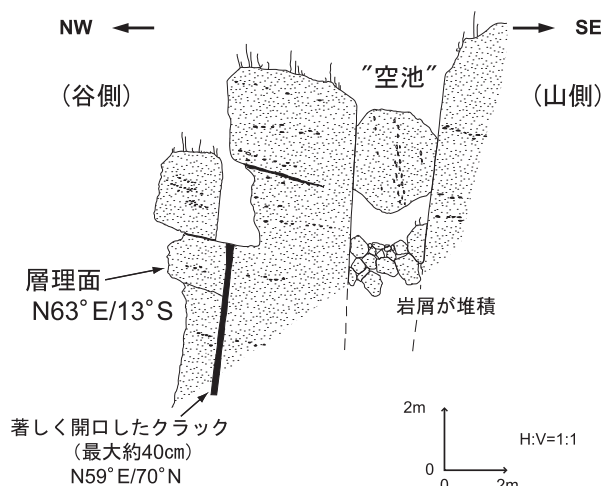 NW ← → SE
（谷側） ″空池″ （山側）
層理面
N63°E/13°S
岩屑が堆積
著しく開口したクラック
（最大約40㎝）
N59°E/70°N
2m
H:V=1:1
0
0 2m